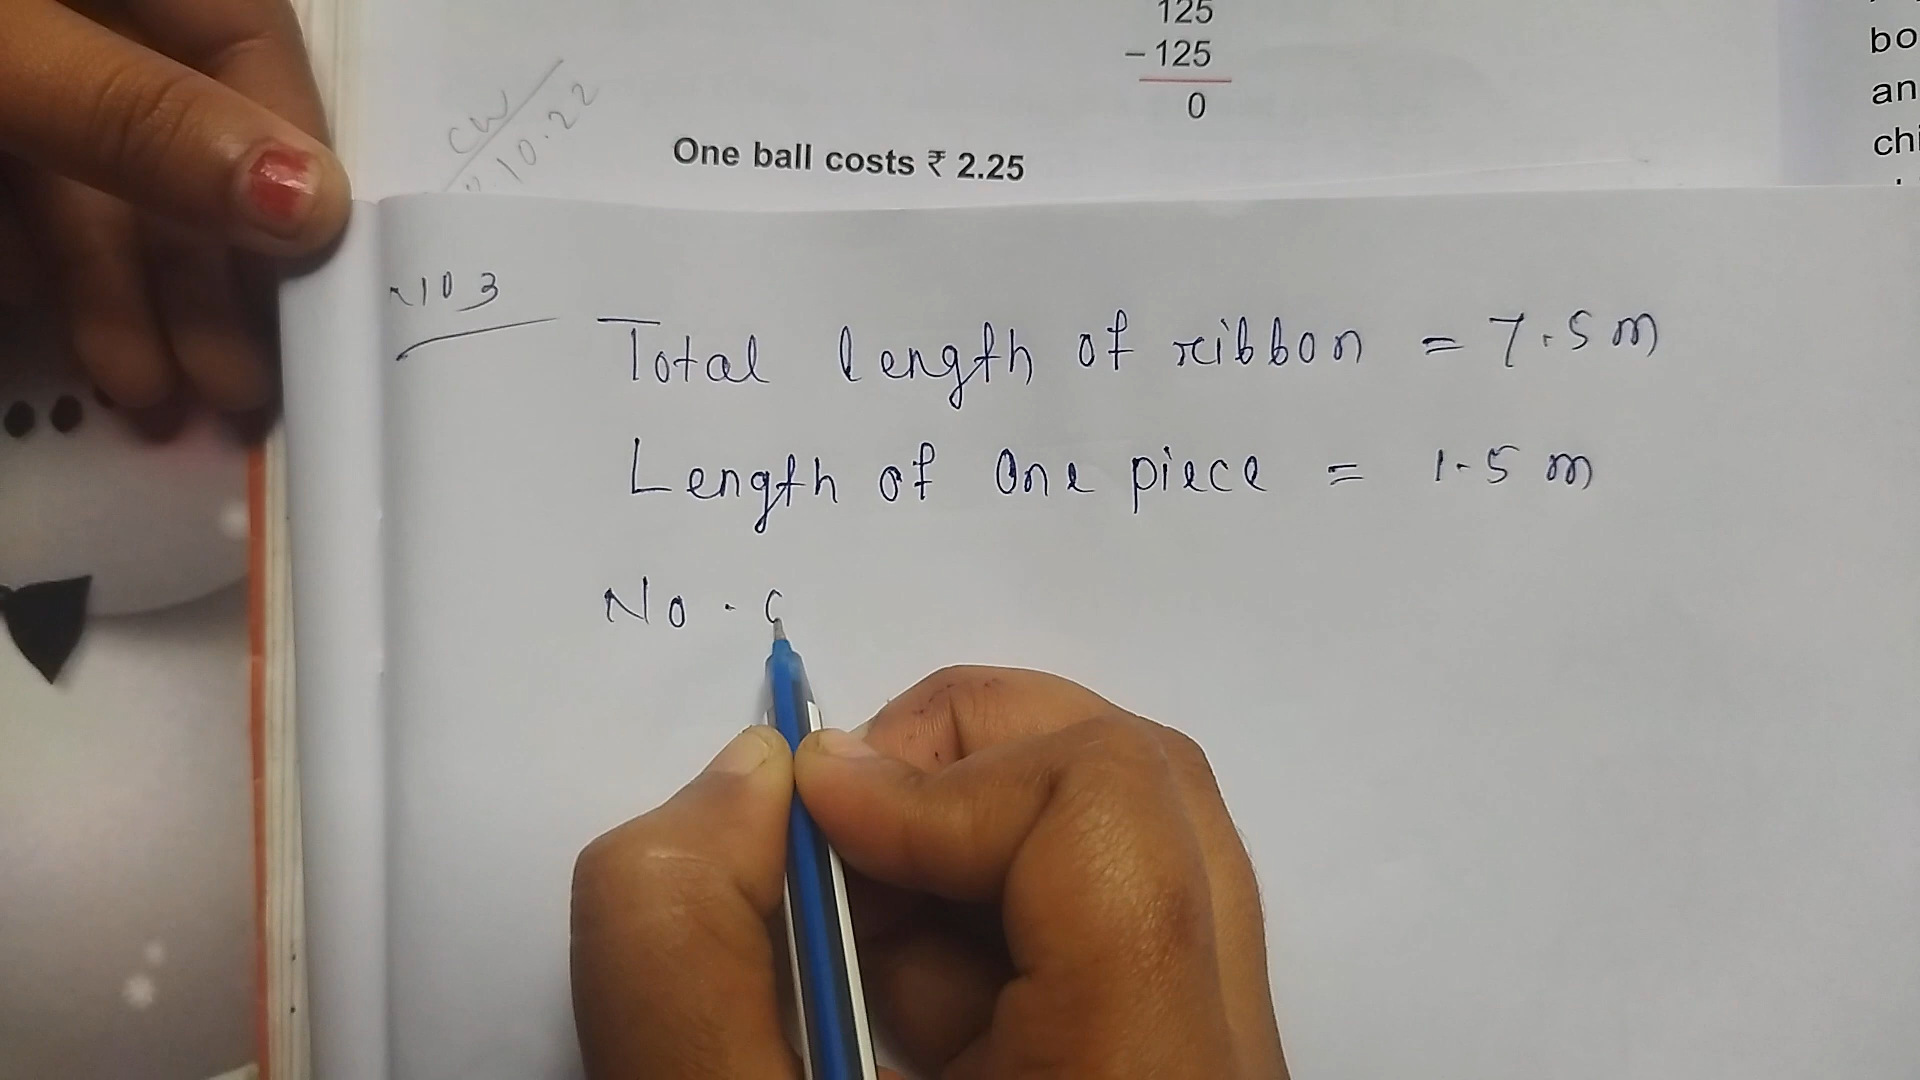 125
– 125
0
CW
10.22
One ball costs ₹ 2.25
bo
an
chi
103
Total length of ribbon = 7.5 m
Length of one piece = 1.5 m
No.